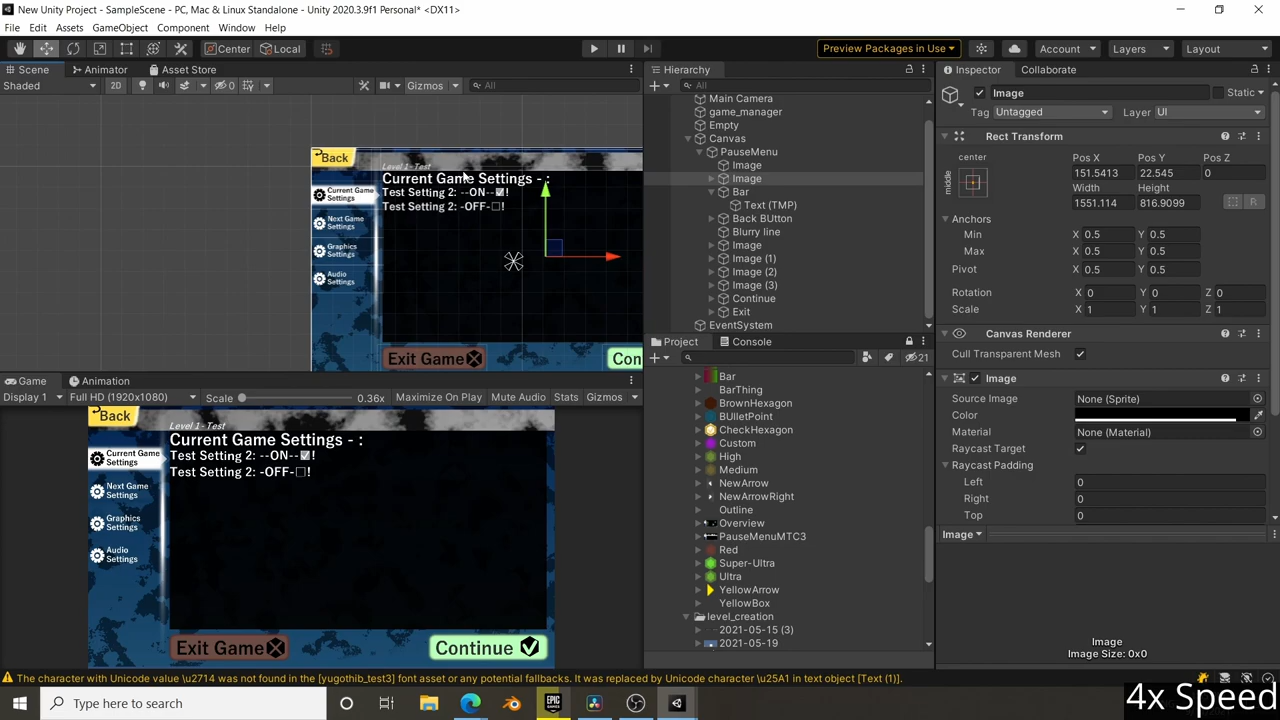 New Unity Project - SampleScene - PC, Mac & Linux Standalone - Unity 2020.3.9f1 Personal* <DX11>
File Edit Assets GameObject Component Window Help
Center Local Preview Packages in Use Account Layers Layout
Scene Animator Asset Store
Shaded 2D 0 Gizmos All
Back
Level 1- Test
Current Game Settings - :
Test Setting 2: --ON--☑!
Test Setting 2: -OFF-☐!
Current Game
Settings
Next Game
Settings
Graphics
Settings
Audio
Settings
Exit Game
Con
Hierarchy
All
Main Camera
game_manager
Empty
Canvas
PauseMenu
Image
Image
Bar
Text (TMP)
Back BUtton
Blurry line
Image
Image (1)
Image (2)
Image (3)
Continue
Exit
EventSystem
Game Animation
Display 1 Full HD (1920x1080) Scale 0.36x Maximize On Play Mute Audio Stats Gizmos
Back
Level 1- Test
Current Game Settings - :
Test Setting 2: --ON--☑!
Test Setting 2: -OFF-☐!
Current Game
Settings
Next Game
Settings
Graphics
Settings
Audio
Settings
Exit Game
Continue
Project Console
21
Bar
BarThing
BrownHexagon
BUlletPoint
CheckHexagon
Custom
High
Medium
NewArrow
NewArrowRight
Outline
Overview
PauseMenuMTC3
Red
Super-Ultra
Ultra
YellowArrow
YellowBox
level_creation
2021-05-15 (3)
2021-05-19
Inspector Collaborate
Image Static
Tag Untagged Layer UI
Rect Transform
center
middle
Pos X Pos Y Pos Z
151.5413 22.545 0
Width Height
1551.114 816.9099
R
Anchors
Min X 0.5 Y 0.5
Max X 0.5 Y 0.5
Pivot X 0.5 Y 0.5
Rotation X 0 Y 0 Z 0
Scale X 1 Y 1 Z 1
Canvas Renderer
Cull Transparent Mesh
Image
Source Image None (Sprite)
Color
Material None (Material)
Raycast Target
Raycast Padding
Left 0
Right 0
Top 0
Image
Image
Image Size: 0x0
The character with Unicode value \u2714 was not found in the [yugothib_test3] font asset or any potential fallbacks. It was replaced by Unicode character \u25A1 in text object [Text (1)].
Type here to search
EPIC
GAMES
4x Speed